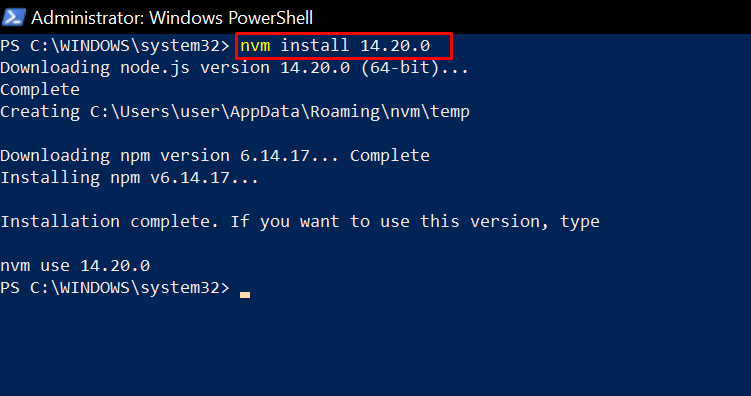 Administrator: Windows PowerShell
PS C:\WINDOWS\system32> nvm install 14.20.0
Downloading node.js version 14.20.0 (64-bit)...
Complete
Creating C:\Users\user\AppData\Roaming\nvm\temp
Downloading npm version 6.14.17... Complete
Installing npm v6.14.17...
Installation complete. If you want to use this version, type
nvm use 14.20.0
PS C:\WINDOWS\system32>